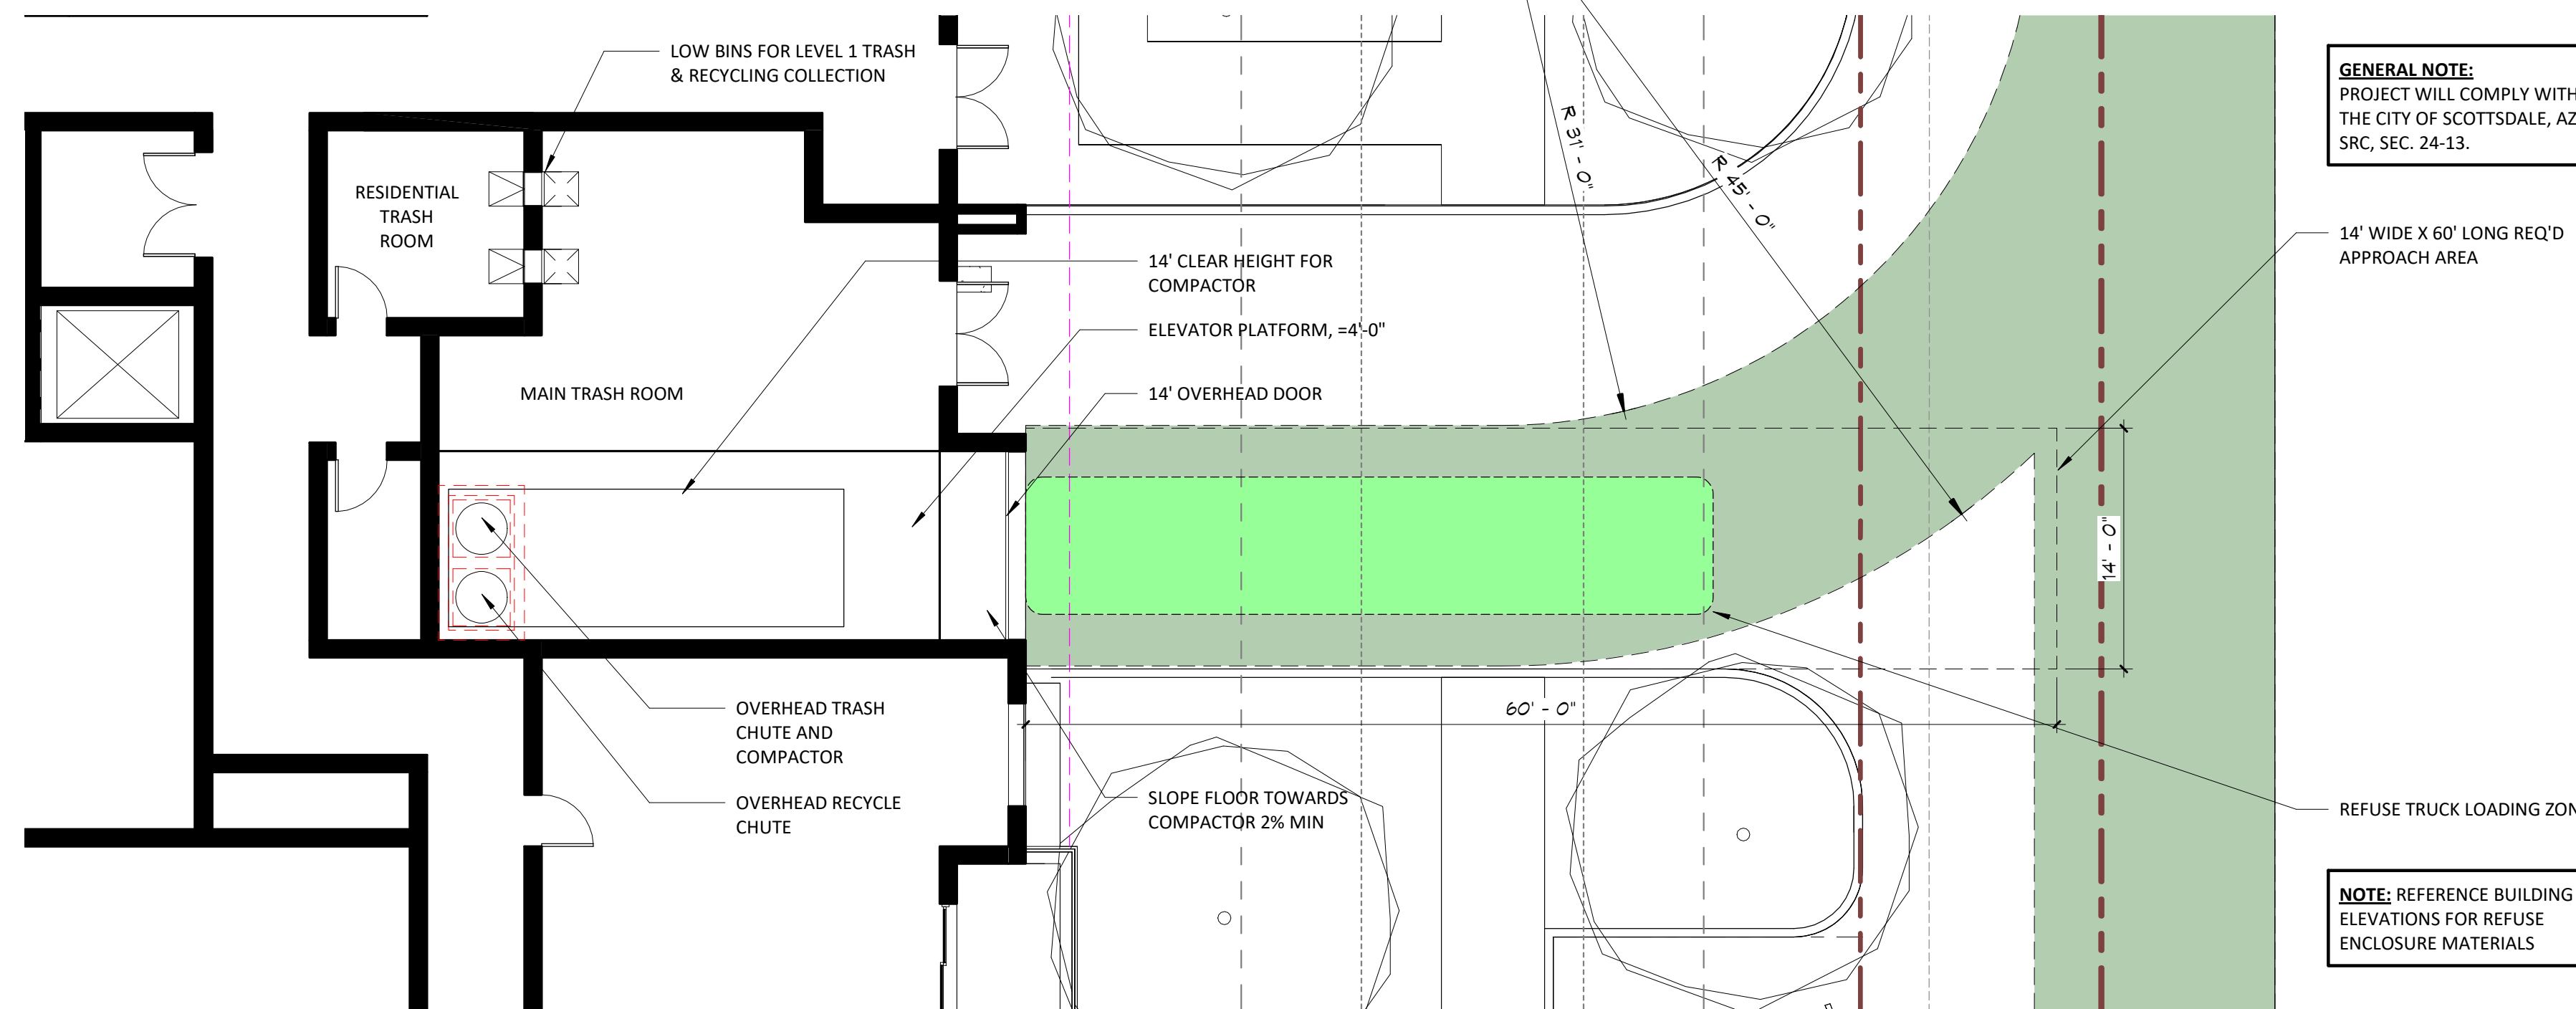 LOW BINS FOR LEVEL 1 TRASH
& RECYCLING COLLECTION
GENERAL NOTE:
PROJECT WILL COMPLY WITH
THE CITY OF SCOTTSDALE, AZ
SRC, SEC. 24-13.
R 31' - 0"
R 45' - 0"
RESIDENTIAL
TRASH
ROOM
14' WIDE X 60' LONG REQ'D
APPROACH AREA
14' CLEAR HEIGHT FOR
COMPACTOR
ELEVATOR PLATFORM, =4'-0"
MAIN TRASH ROOM
14' OVERHEAD DOOR
14' - 0"
OVERHEAD TRASH
CHUTE AND
COMPACTOR
60' - 0"
OVERHEAD RECYCLE
CHUTE
SLOPE FLOOR TOWARDS
COMPACTOR 2% MIN
REFUSE TRUCK LOADING ZON
NOTE: REFERENCE BUILDING
ELEVATIONS FOR REFUSE
ENCLOSURE MATERIALS